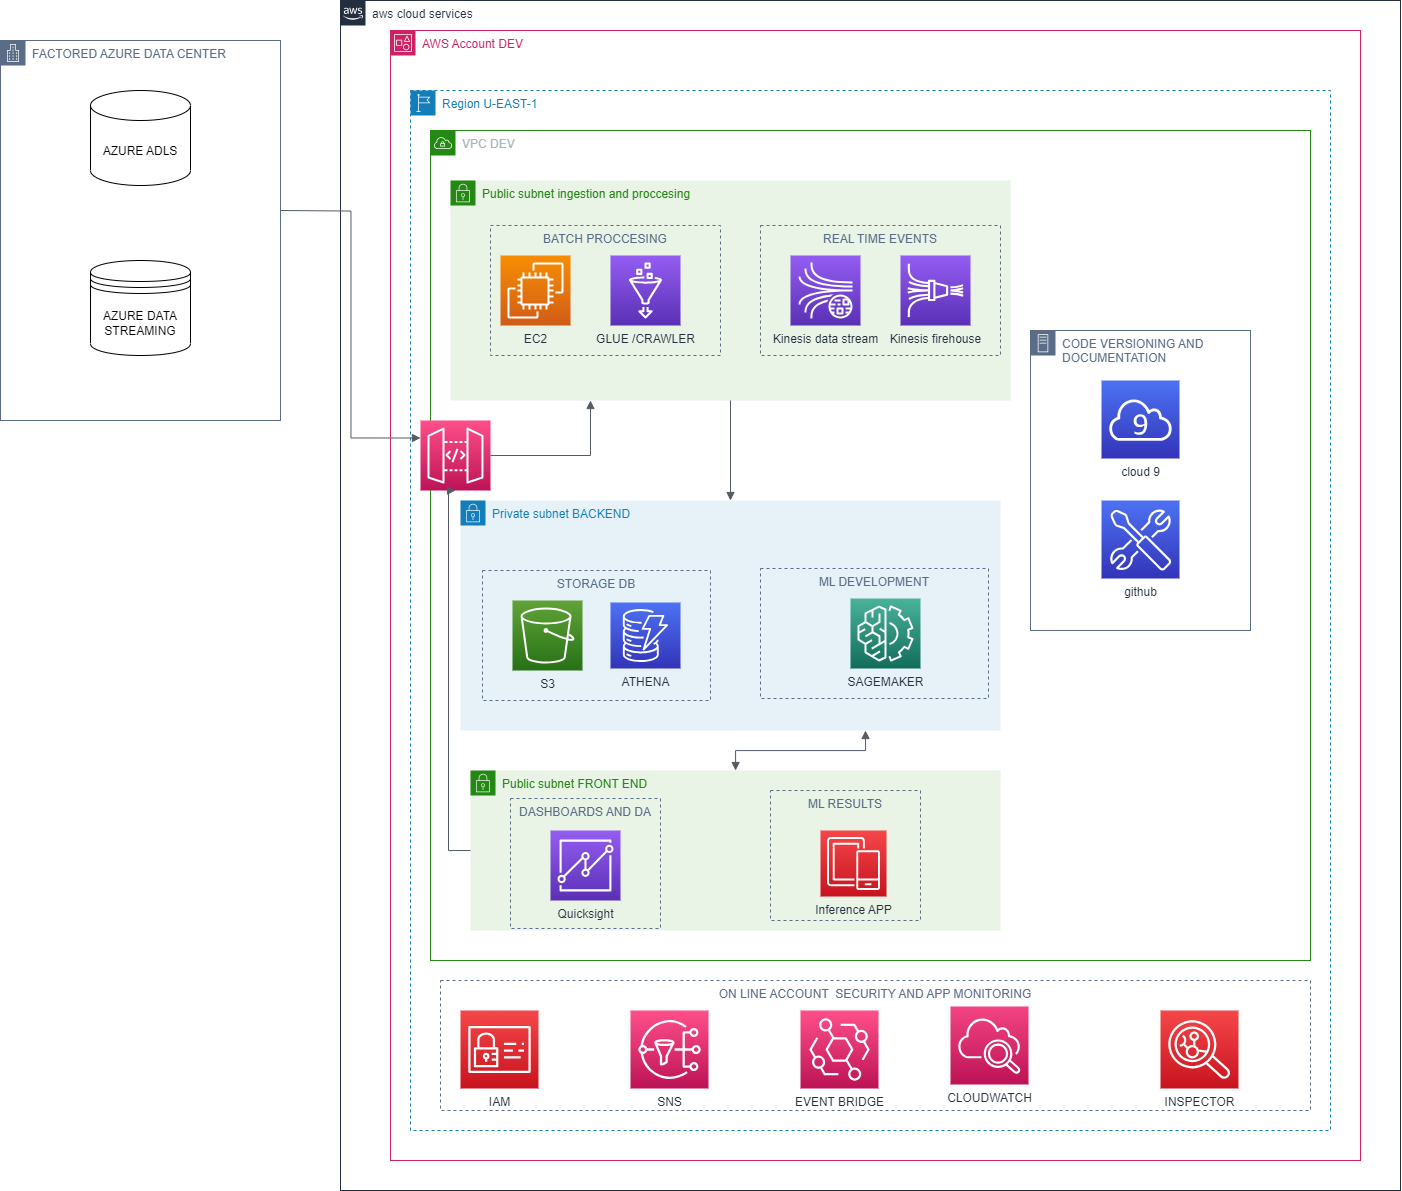 aws
aws cloud services
AWS Account DEV
FACTORED AZURE DATA CENTER
AZURE ADLS
AZURE DATA
STREAMING
Region U-EAST-1
VPC DEV
Public subnet ingestion and proccesing
BATCH PROCCESING
EC2
GLUE /CRAWLER
REAL TIME EVENTS
Kinesis data stream
Kinesis firehouse
CODE VERSIONING AND
DOCUMENTATION
9
cloud 9
github
</>
Private subnet BACKEND
STORAGE DB
S3
ATHENA
ML DEVELOPMENT
SAGEMAKER
Public subnet FRONT END
DASHBOARDS AND DA
Quicksight
ML RESULTS
Inference APP
ON LINE ACCOUNT  SECURITY AND APP MONITORING
IAM
SNS
EVENT BRIDGE
CLOUDWATCH
INSPECTOR